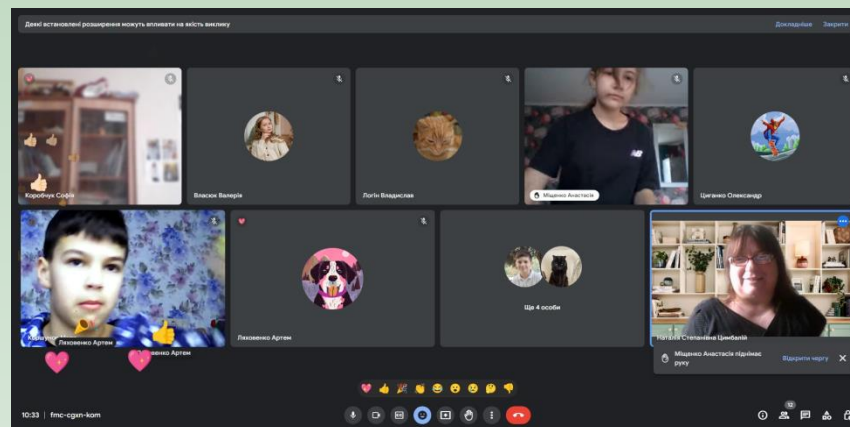 Деякі встановлені розширення можуть впливати на якість виклику
Докладніше
Закрити
Коробчук Софія
Власюк Валерія
Логін Владислав
Міщенко Анастасія
Циганко Олександр
Ляховенко Артем
Ляховенко Артем
Ще 4 особи
Наталія Степанівна Цимбалій
Міщенко Анастасія піднімає
руку
Відкрити чергу
10:33 | fmc-cgxn-kom
12